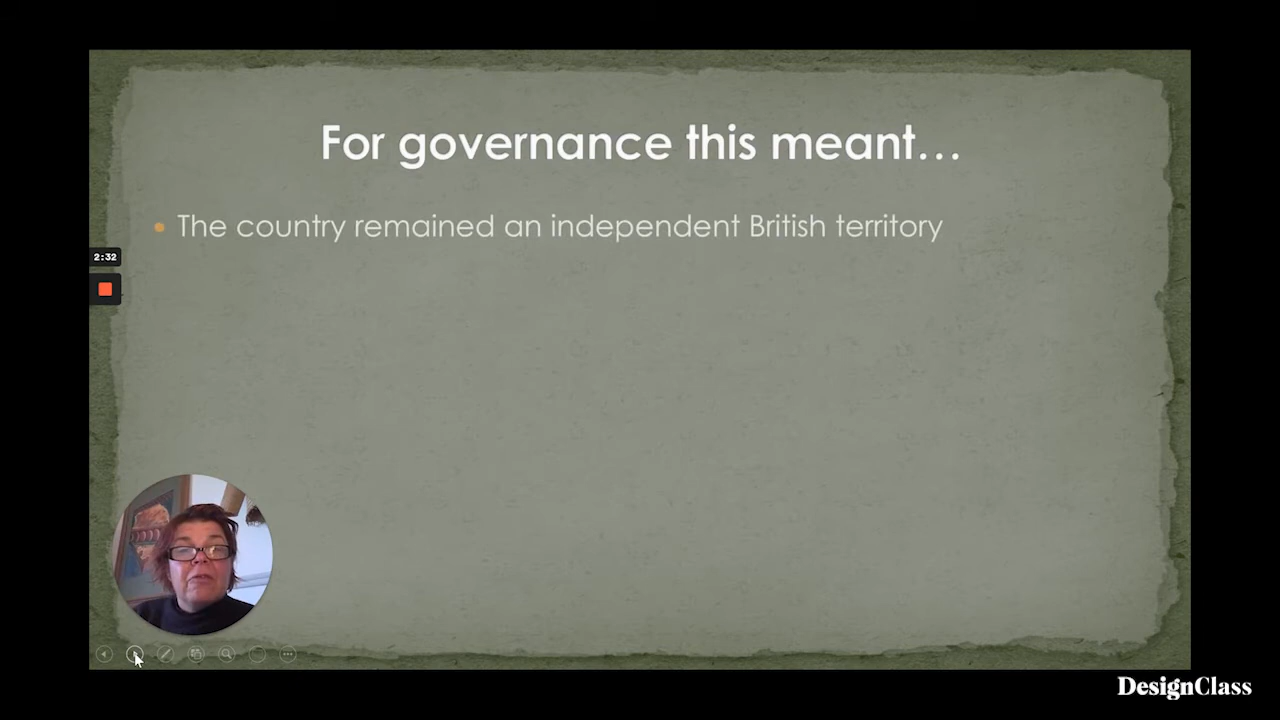 For governance this meant...
• The country remained an independent British territory
2:32
DesignClass